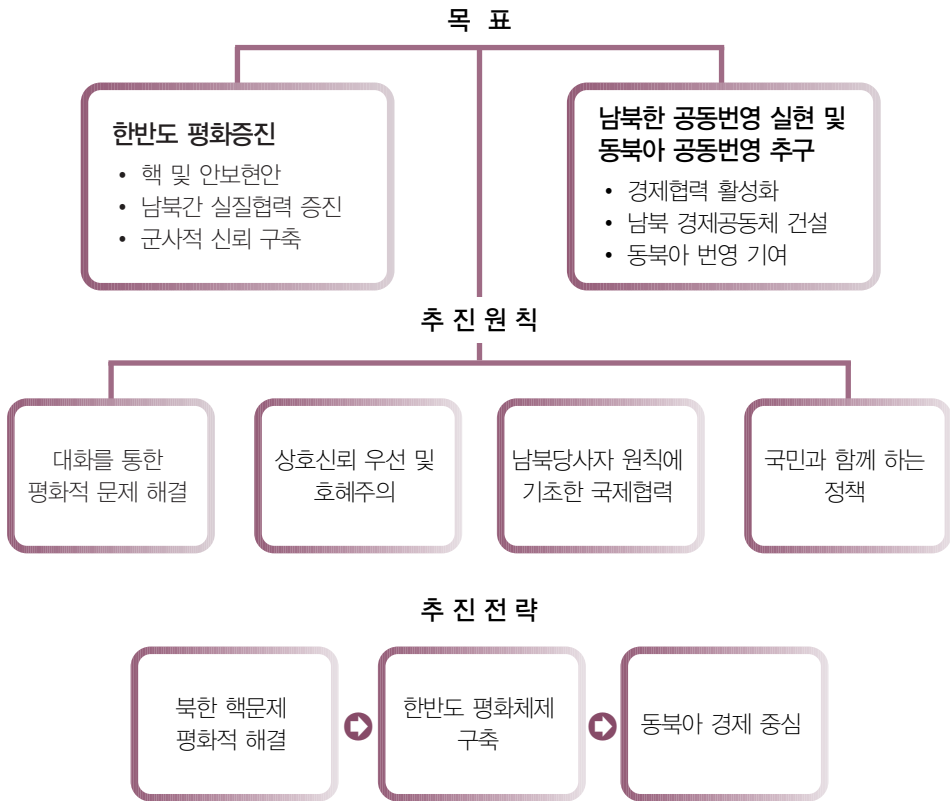 목 표
한반도 평화증진
• 핵 및 안보현안
• 남북간 실질협력 증진
• 군사적 신뢰 구축
남북한 공동번영 실현 및
동북아 공동번영 추구
• 경제협력 활성화
• 남북 경제공동체 건설
• 동북아 번영 기여
추 진 원 칙
대화를 통한
평화적 문제 해결
상호신뢰 우선 및
호혜주의
남북당사자 원칙에
기초한 국제협력
국민과 함께 하는
정책
추 진 전 략
북한 핵문제
평화적 해결
한반도 평화체제
구축
동북아 경제 중심